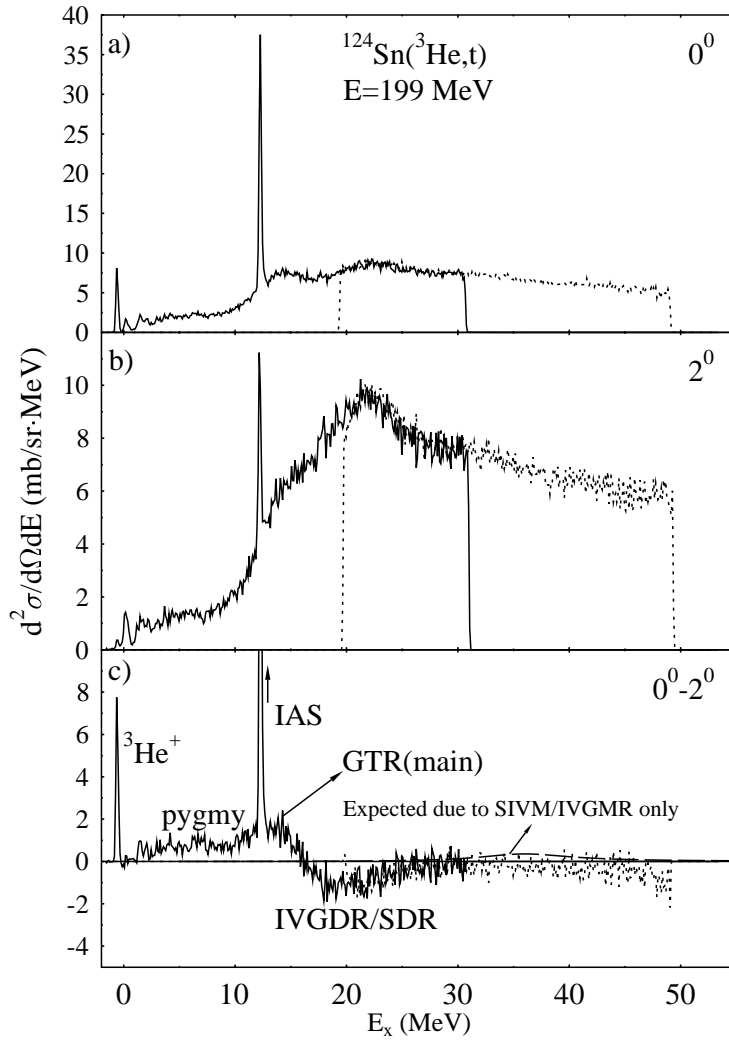 a)
¹²⁴Sn(³He,t)
E=199 MeV
0⁰
40
35
30
25
20
15
10
5
0
b)
2⁰
10
8
6
4
2
0
c)
0⁰-2⁰
8
6
4
2
0
-2
-4
IAS
³He⁺
GTR(main)
pygmy
Expected due to SIVM/IVGMR only
IVGDR/SDR
0 10 20 30 40 50
Eₓ (MeV)
d²σ/dΩdE (mb/sr·MeV)